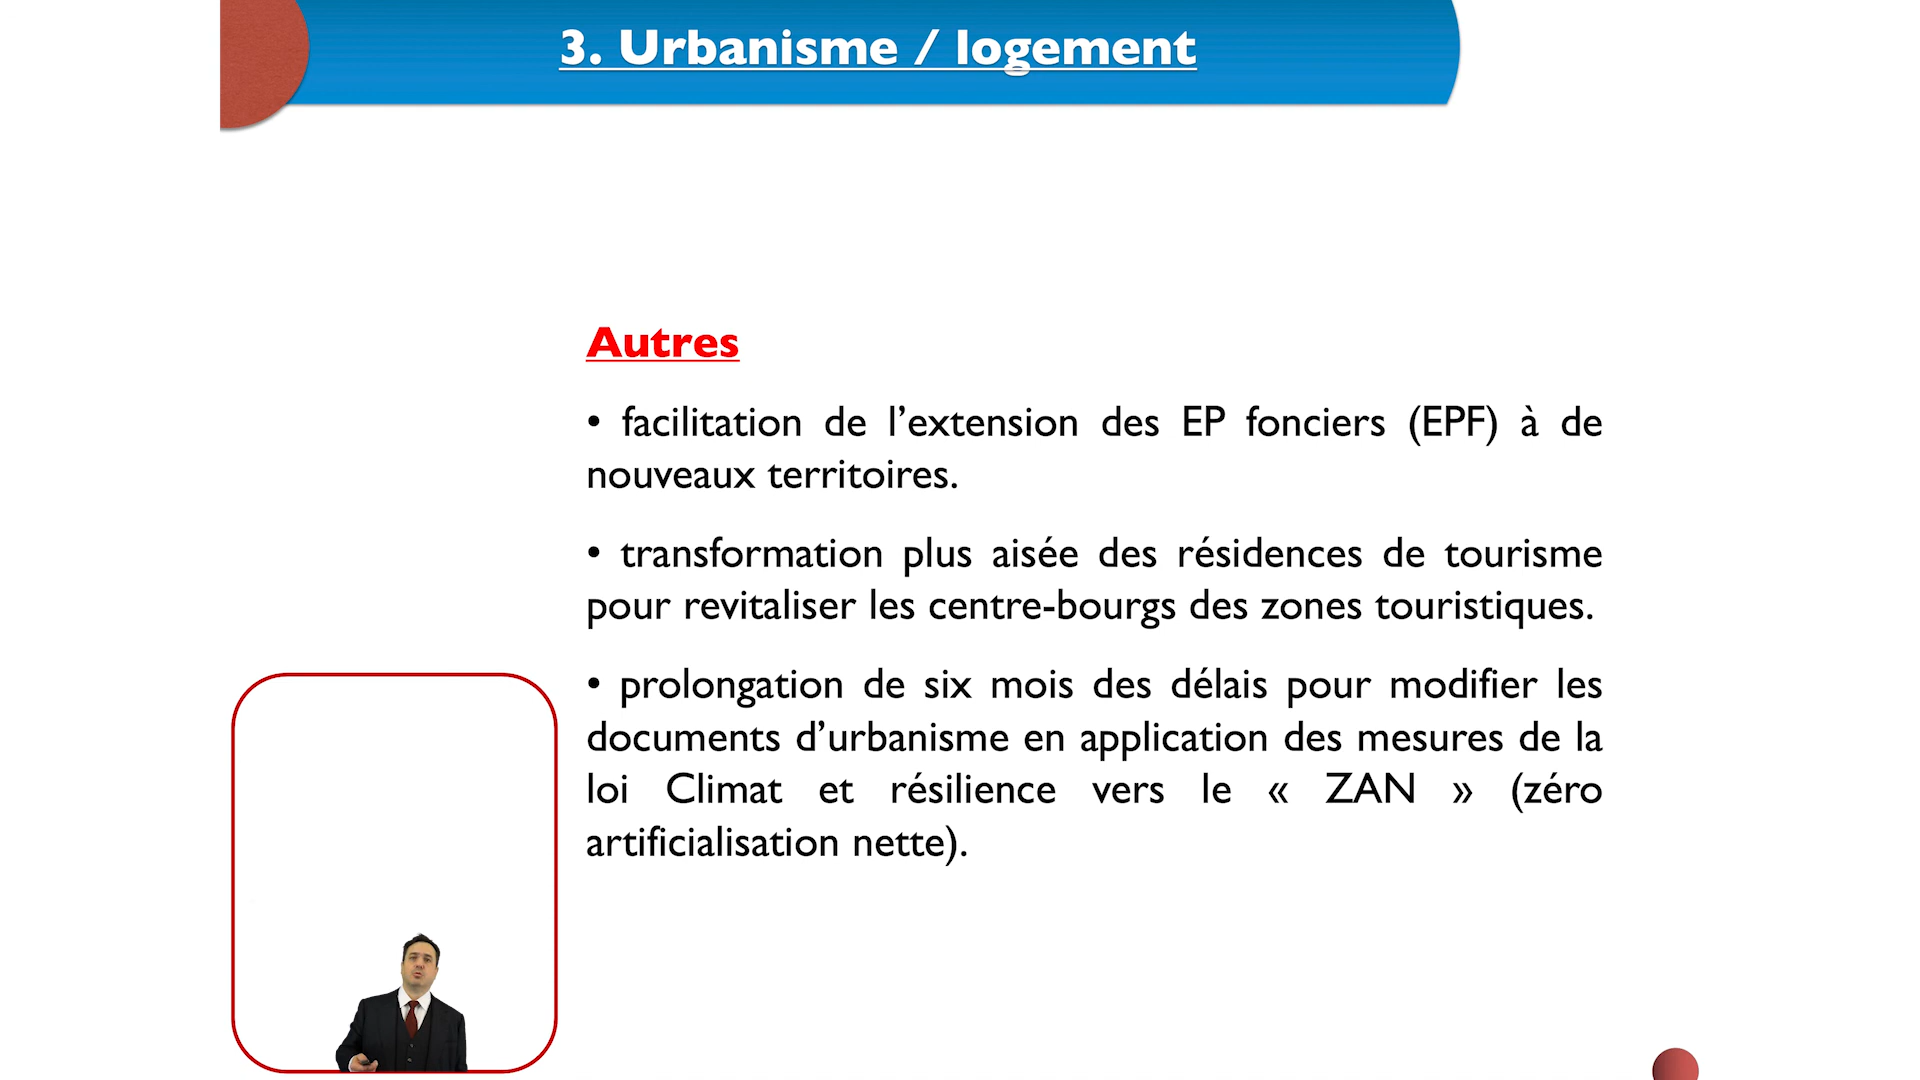 3. Urbanisme / logement
Autres
• facilitation de l’extension des EP fonciers (EPF) à de
nouveaux territoires.
• transformation plus aisée des résidences de tourisme
pour revitaliser les centre-bourgs des zones touristiques.
• prolongation de six mois des délais pour modifier les
documents d’urbanisme en application des mesures de la
loi Climat et résilience vers le « ZAN » (zéro
artificialisation nette).